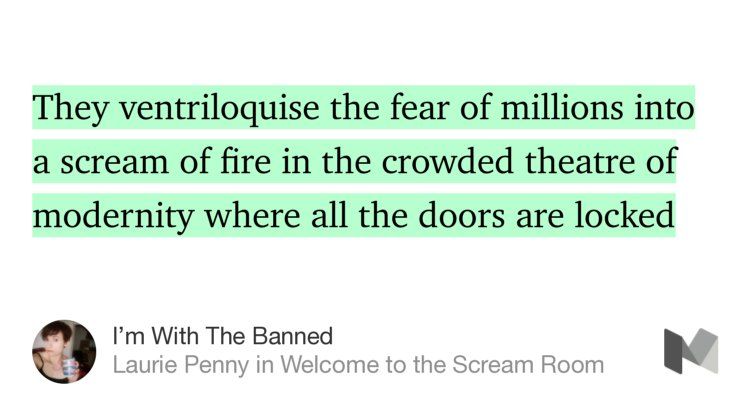 They ventriloquise the fear of millions into
a scream of fire in the crowded theatre of
modernity where all the doors are locked
I’m With The Banned
Laurie Penny in Welcome to the Scream Room